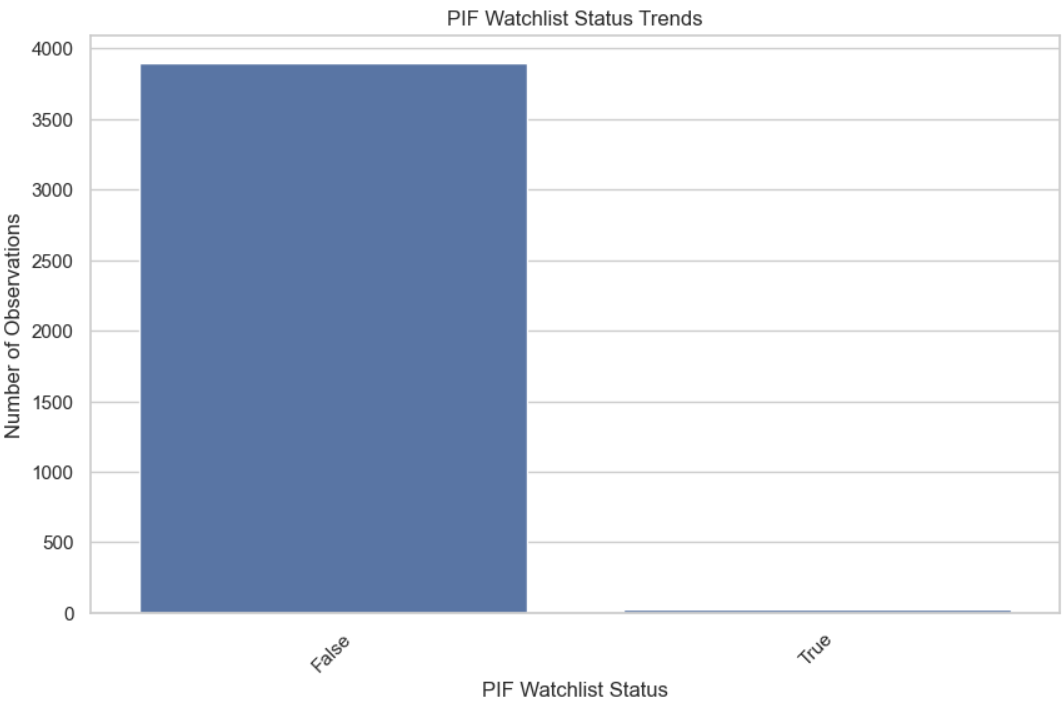 PIF Watchlist Status Trends
4000
3500
3000
2500
2000
1500
1000
500
0
Number of Observations
False
True
PIF Watchlist Status